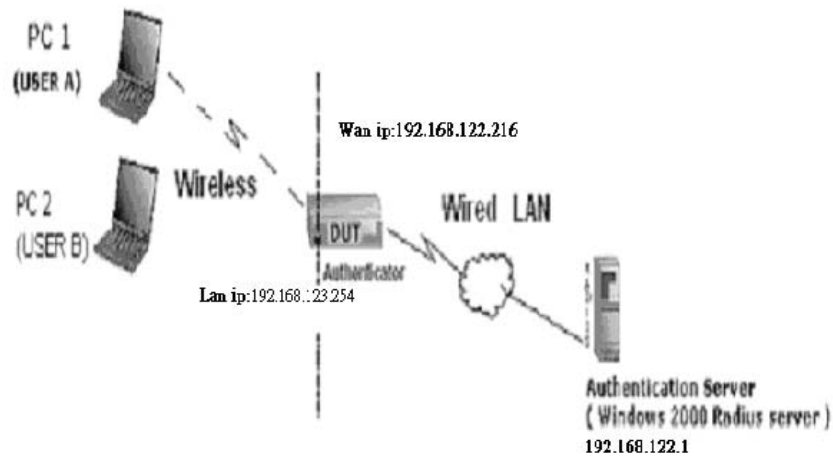 PC 1
(USER A)
Wan ip:192.168.122.216
Wireless
Wired LAN
PC 2
(USER B)
DUT
Authenticator
Lan ip:192.168.123.254
Authentication Server
( Windows 2000 Radius server )
192.168.122.1